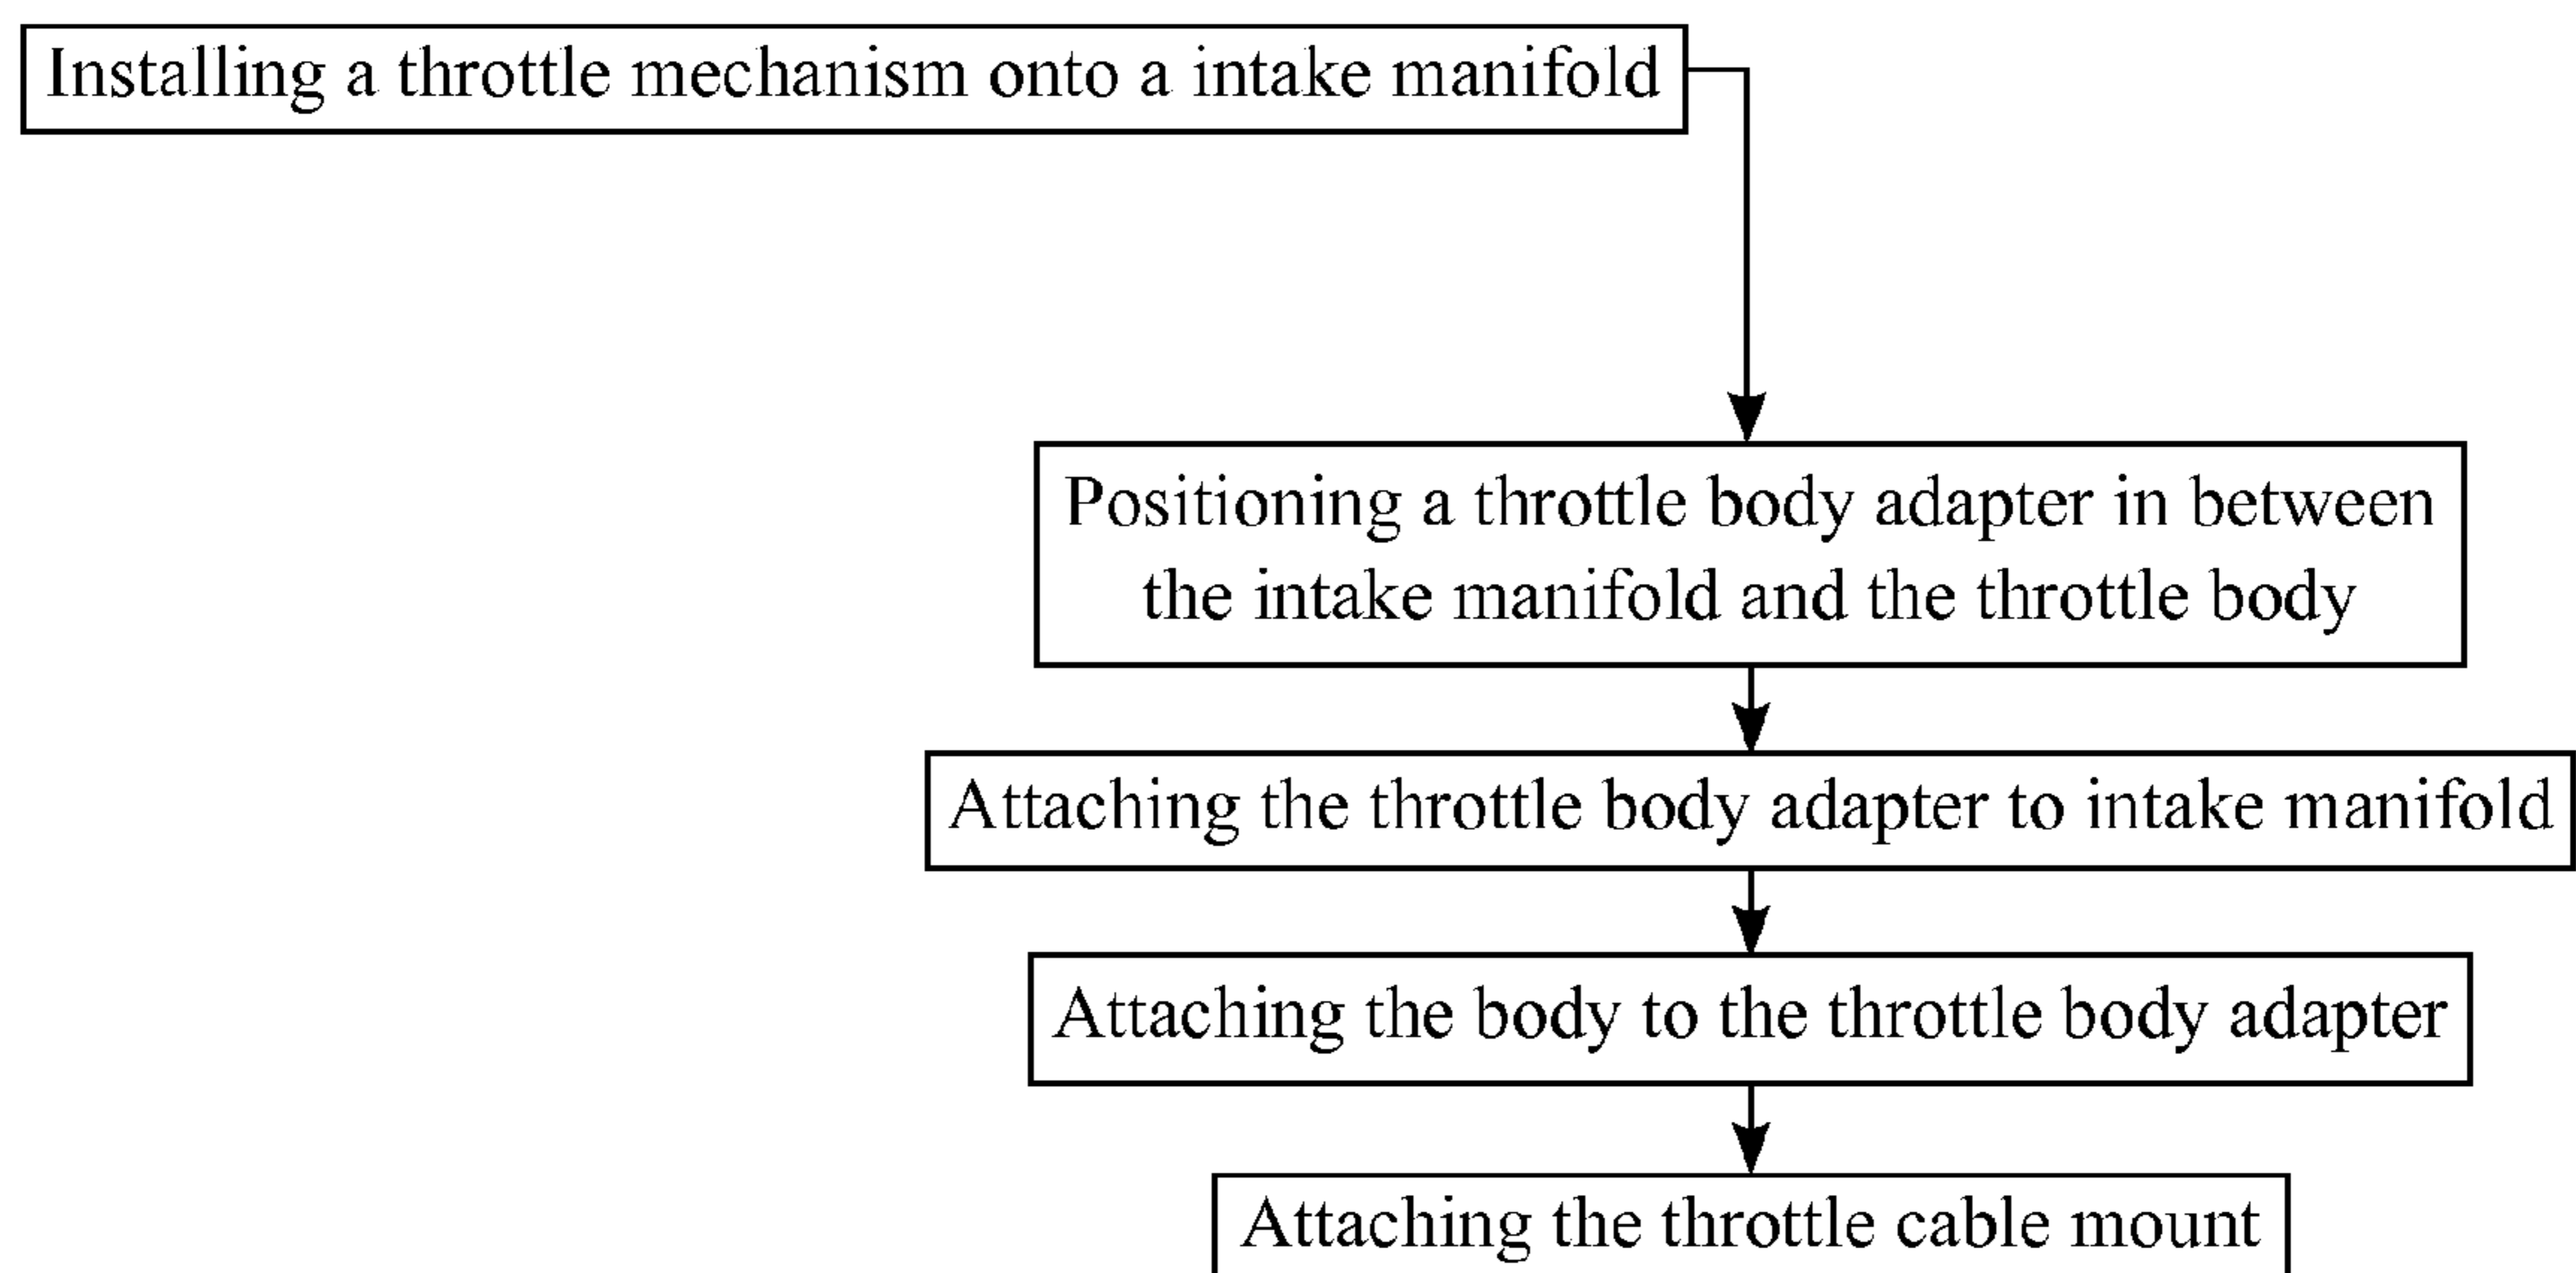 Installing a throttle mechanism onto a intake manifold
Positioning a throttle body adapter in between
the intake manifold and the throttle body
Attaching the throttle body adapter to intake manifold
Attaching the body to the throttle body adapter
Attaching the throttle cable mount